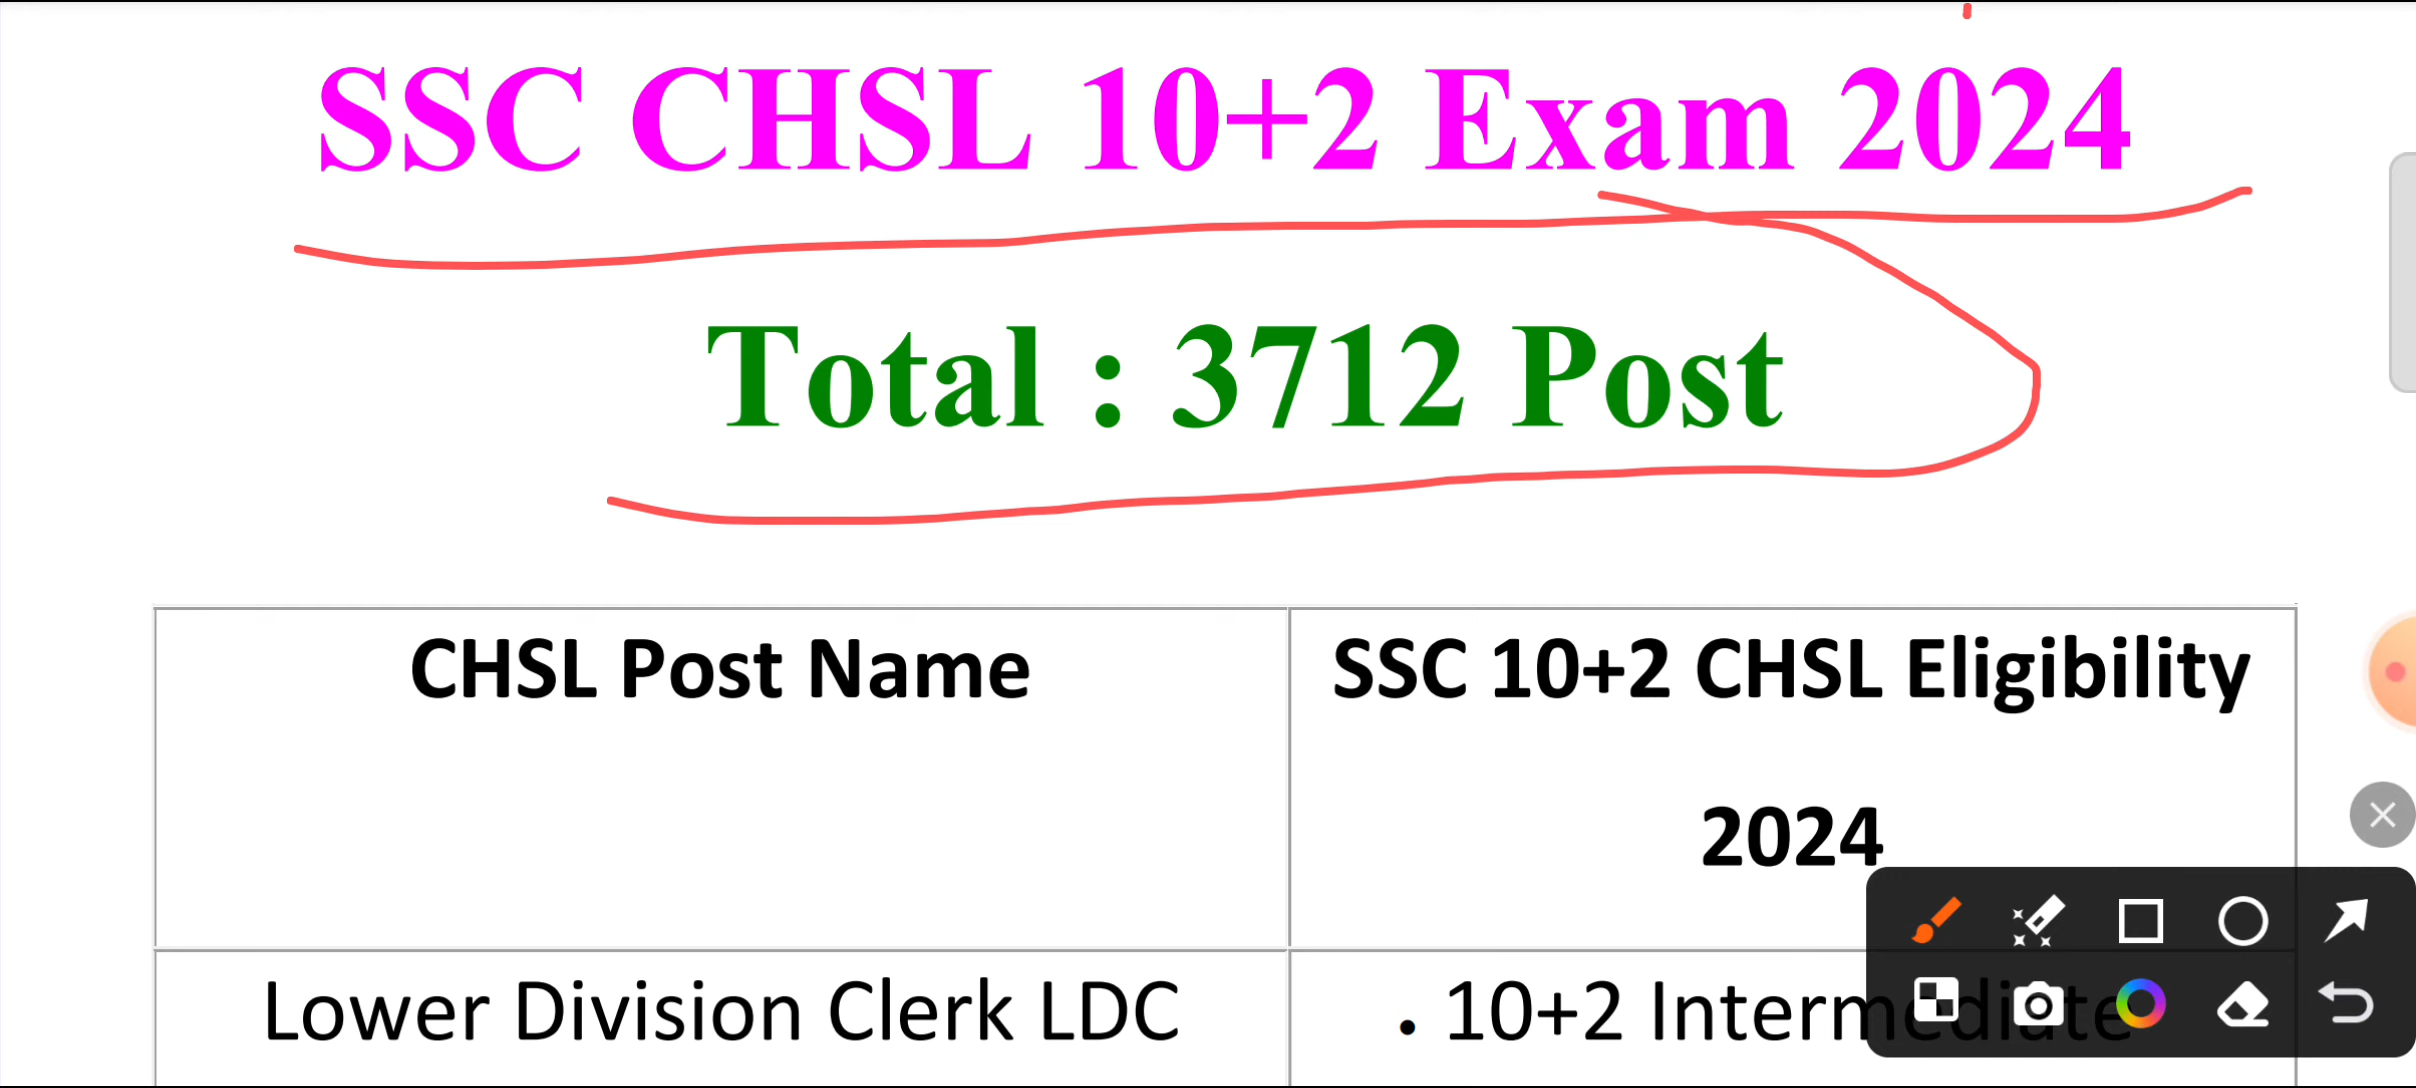 SSC CHSL 10+2 Exam 2024
Total : 3712 Post
CHSL Post Name
SSC 10+2 CHSL Eligibility
2024
Lower Division Clerk LDC
• 10+2 Intermediate